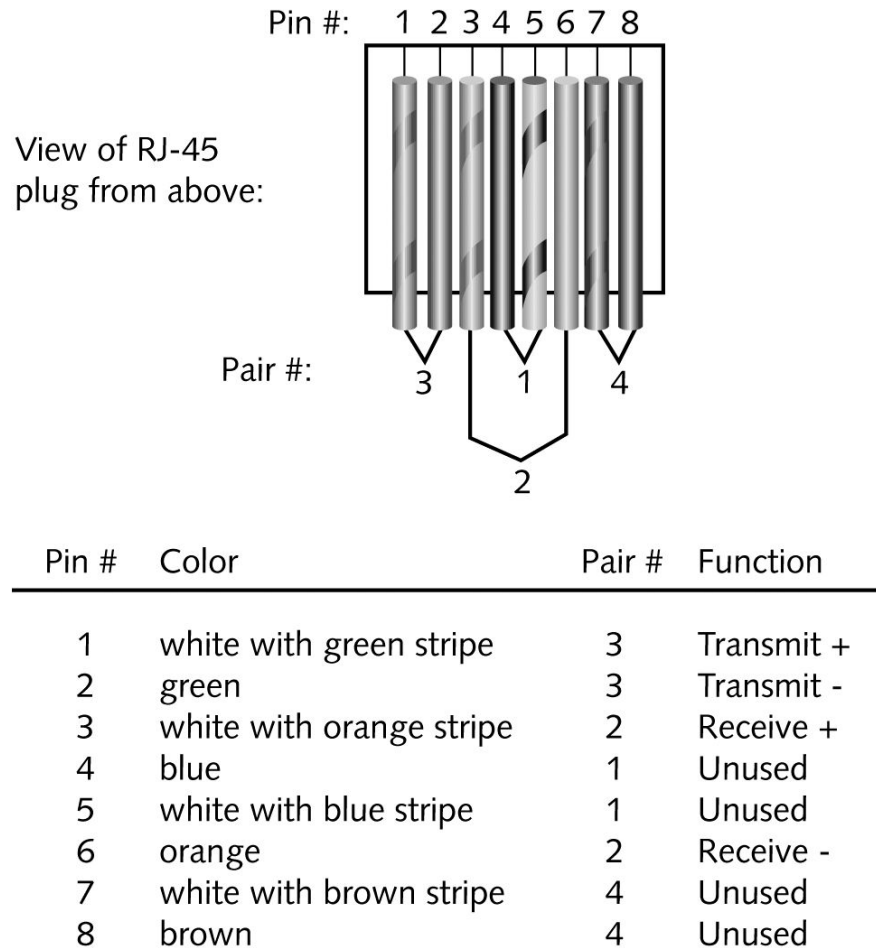 Pin #: 1 2 3 4 5 6 7 8
View of RJ-45
plug from above:
Pair #: 3 1 4
2
Pin # Color Pair # Function
1 white with green stripe 3 Transmit +
2 green 3 Transmit -
3 white with orange stripe 2 Receive +
4 blue 1 Unused
5 white with blue stripe 1 Unused
6 orange 2 Receive -
7 white with brown stripe 4 Unused
8 brown 4 Unused